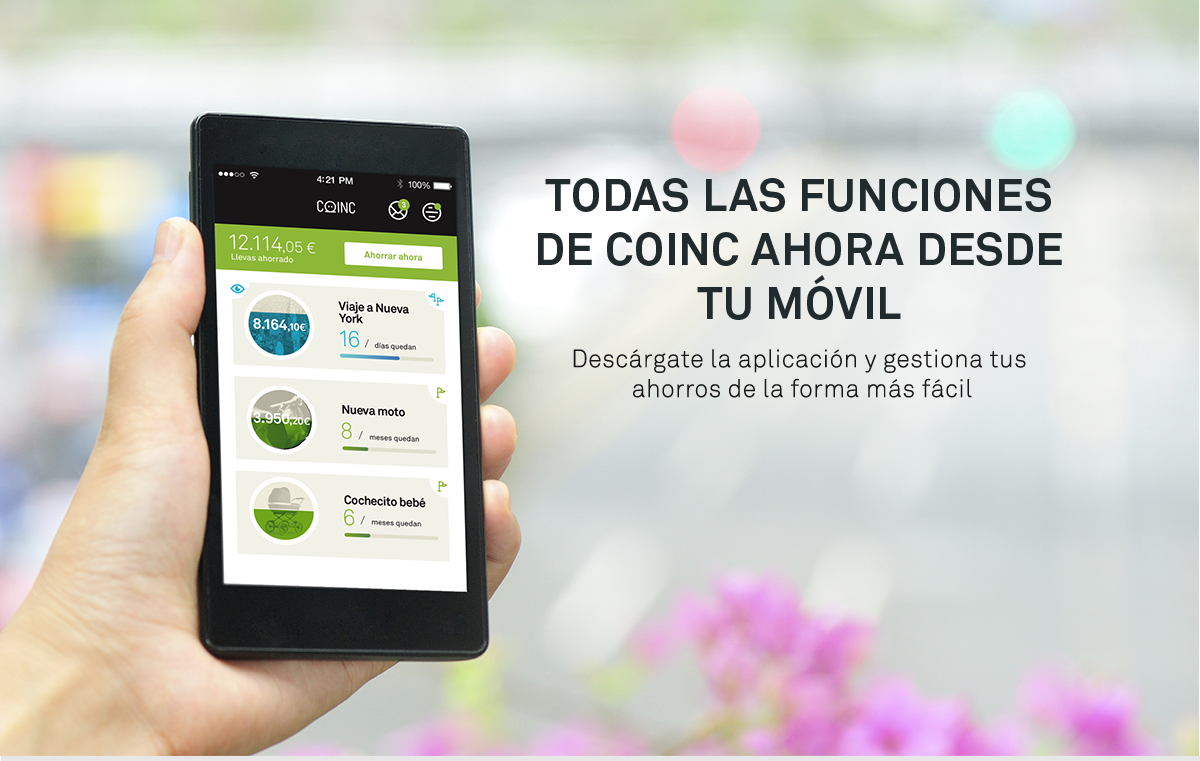 4:21 PM
100%
COINC
3
12.114,05 €
Llevas ahorrado
Ahorrar ahora
Viaje a Nueva
York
8.164,10€
16 / días quedan
Nueva moto
3.950,20€
8 / meses quedan
Cochecito bebé
6 / meses quedan
TODAS LAS FUNCIONES
DE COINC AHORA DESDE
TU MÓVIL
Descárgate la aplicación y gestiona tus
ahorros de la forma más fácil